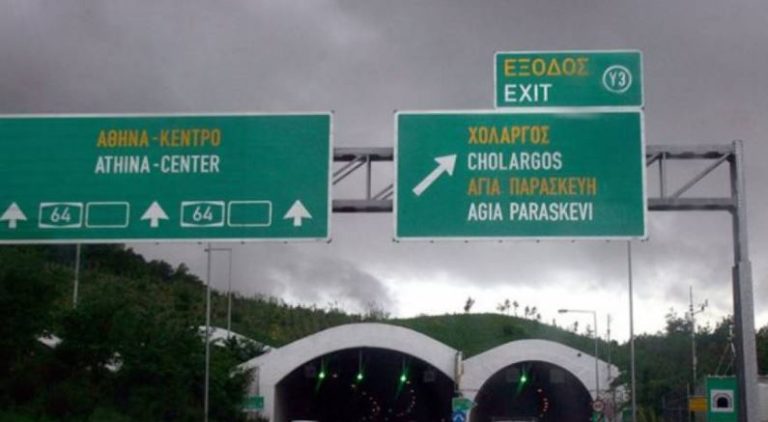 ΑΘΗΝΑ-ΚΕΝΤΡΟ
ATHINA-CENTER
64 64
ΕΞΟΔΟΣ Υ3
EXIT
ΧΟΛΑΡΓΟΣ
CHOLARGOS
ΑΓΙΑ ΠΑΡΑΣΚΕΥΗ
AGIA PARASKEVI